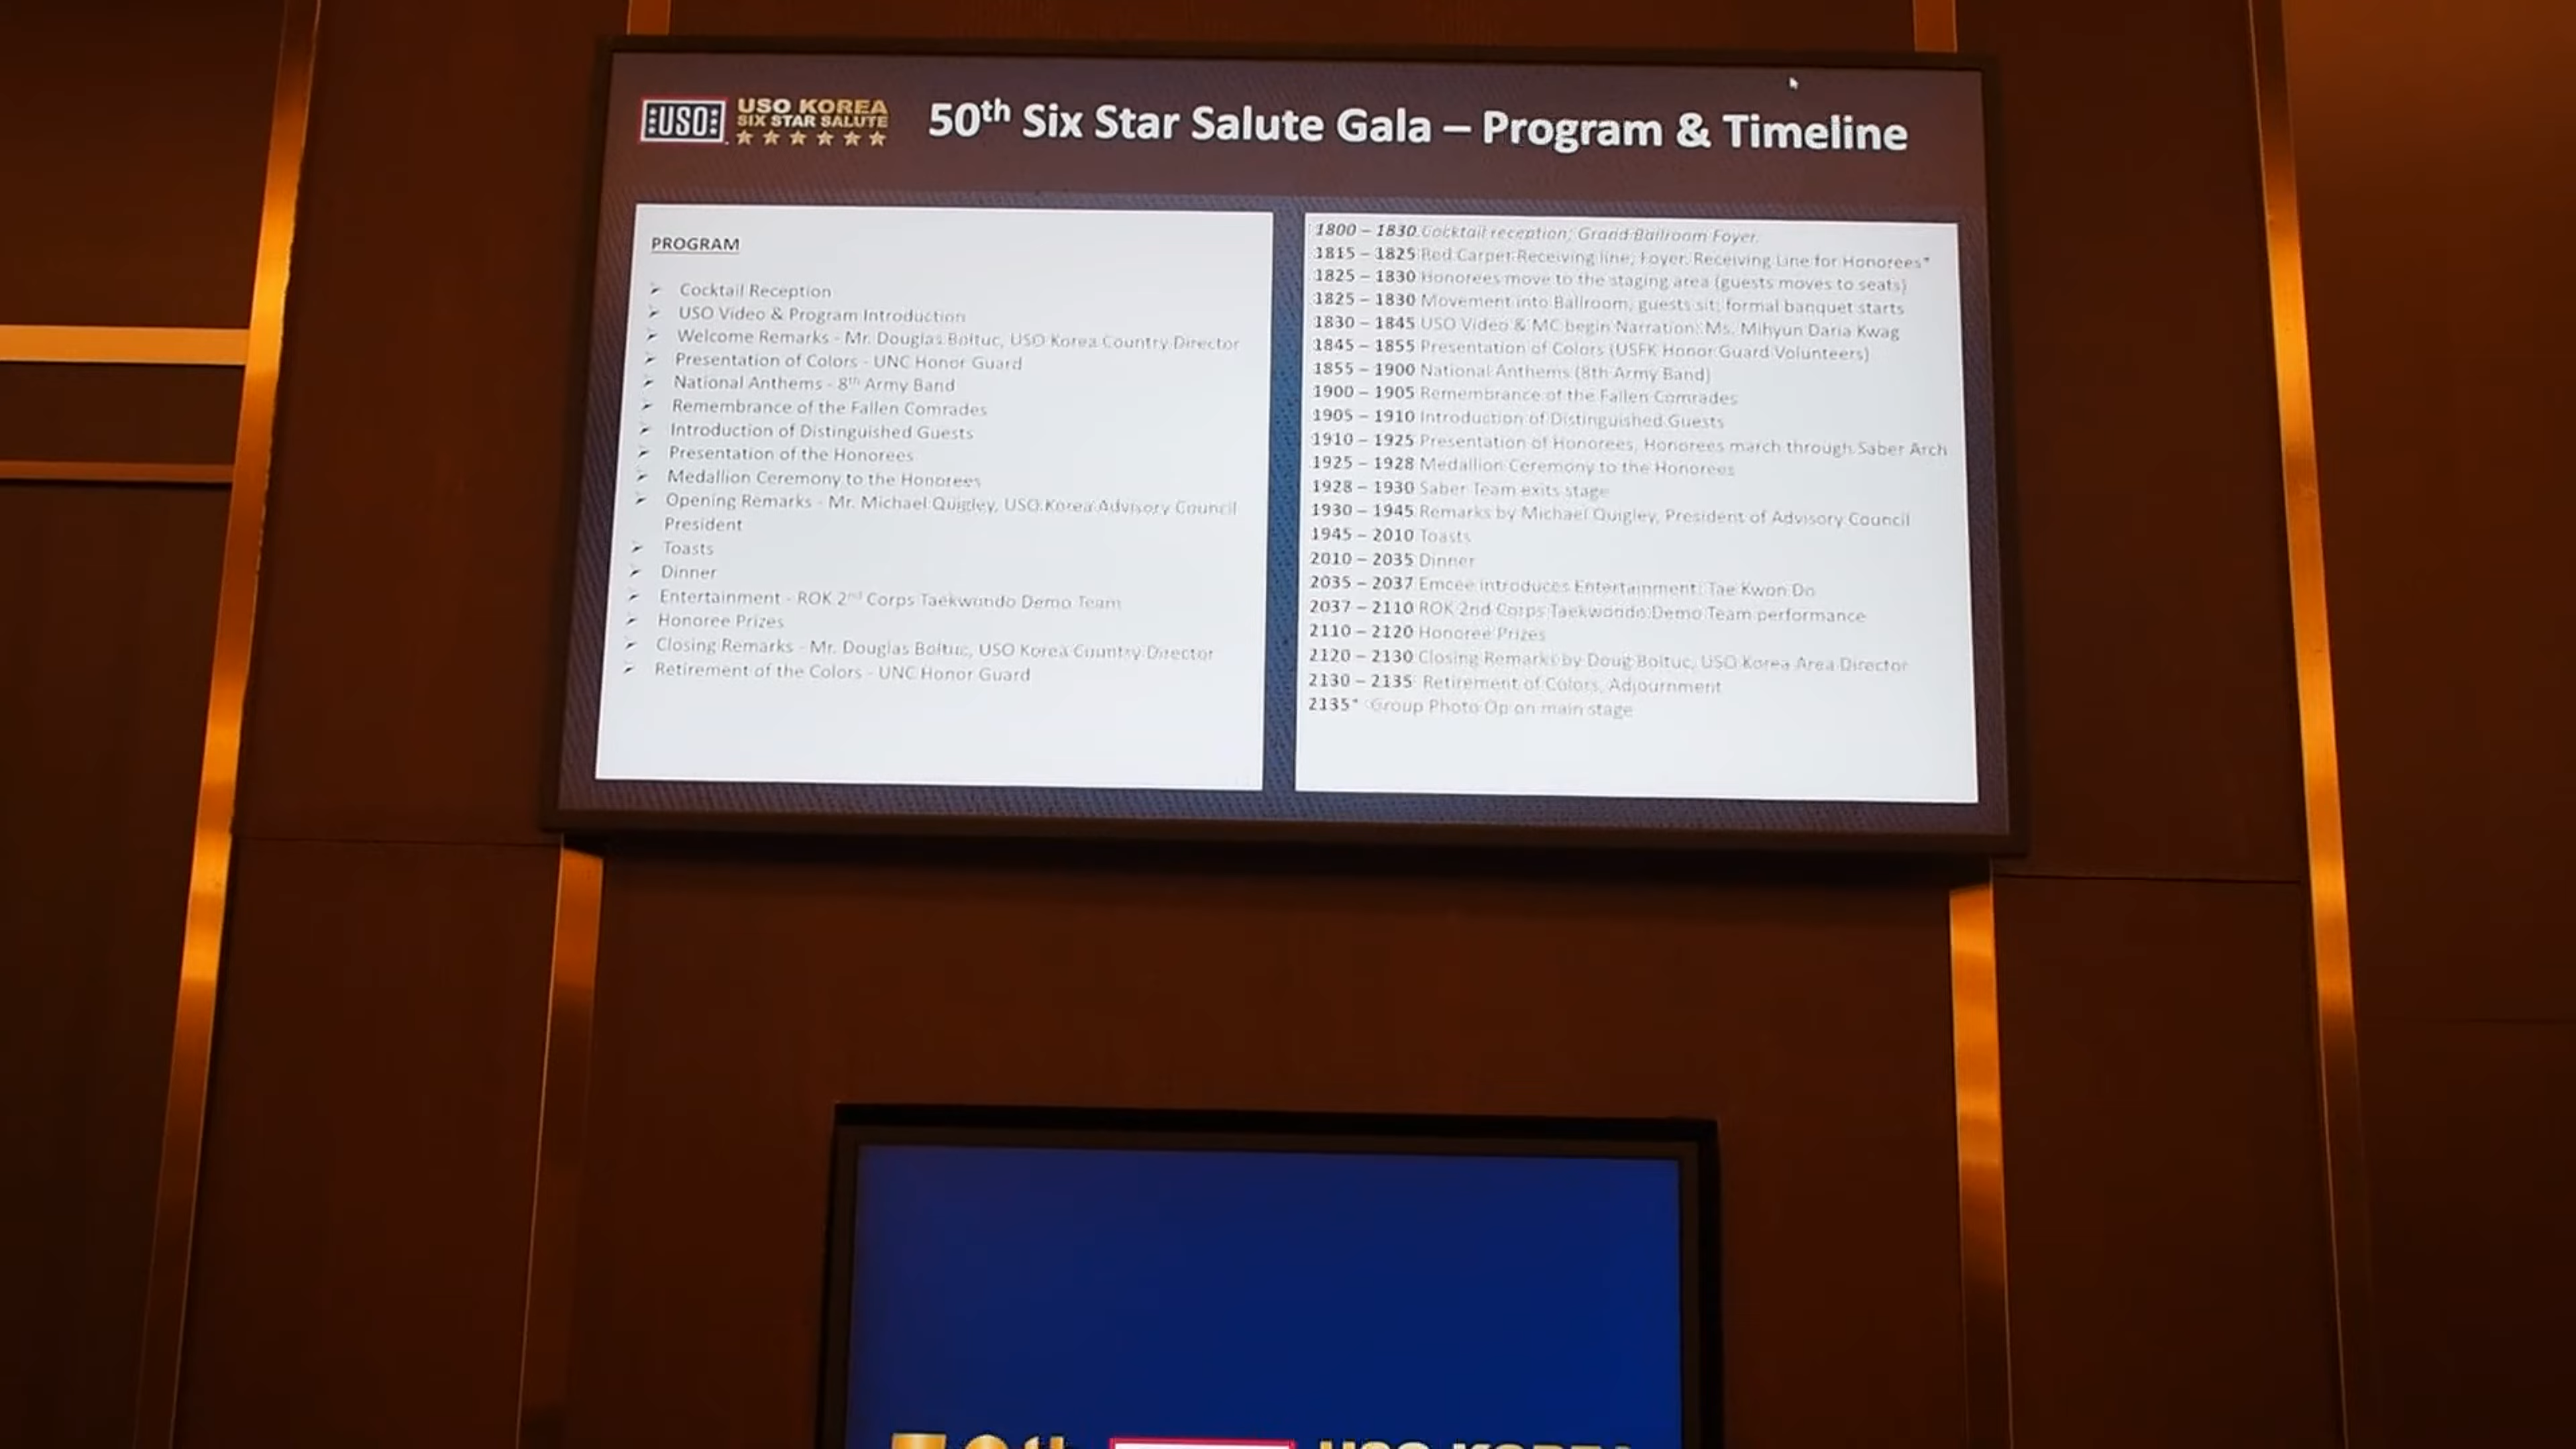 USO
USO KOREA
SIX STAR SALUTE
50th Six Star Salute Gala – Program & Timeline
PROGRAM
➢ Cocktail Reception
➢ USO Video & Program Introduction
➢ Welcome Remarks - Mr. Douglas Boltuc, USO Korea Country Director
➢ Presentation of Colors - UNC Honor Guard
➢ National Anthems - 8th Army Band
➢ Remembrance of the Fallen Comrades
➢ Introduction of Distinguished Guests
➢ Presentation of the Honorees
➢ Medallion Ceremony to the Honorees
➢ Opening Remarks - Mr. Michael Quigley, USO Korea Advisory Council
President
➢ Toasts
➢ Dinner
➢ Entertainment - ROK 2nd Corps Taekwondo Demo Team
➢ Honoree Prizes
➢ Closing Remarks - Mr. Douglas Boltuc, USO Korea Country Director
➢ Retirement of the Colors - UNC Honor Guard
1800 – 1830 Cocktail reception; Grand Ballroom Foyer.
1815 – 1825 Red Carpet Receiving line; Foyer. Receiving Line for Honorees*
1825 – 1830 Honorees move to the staging area (guests moves to seats)
1825 – 1830 Movement into Ballroom, guests sit; formal banquet starts
1830 – 1845 USO Video & MC begin Narration: Ms. Mihyun Daria Kwag
1845 – 1855 Presentation of Colors (USFK Honor Guard Volunteers)
1855 – 1900 National Anthems (8th Army Band)
1900 – 1905 Remembrance of the Fallen Comrades
1905 – 1910 Introduction of Distinguished Guests
1910 – 1925 Presentation of Honorees, Honorees march through Saber Arch
1925 – 1928 Medallion Ceremony to the Honorees
1928 – 1930 Saber Team exits stage
1930 – 1945 Remarks by Michael Quigley, President of Advisory Council
1945 – 2010 Toasts
2010 – 2035 Dinner
2035 – 2037 Emcee introduces Entertainment: Tae Kwon Do
2037 – 2110 ROK 2nd Corps Taekwondo Demo Team performance
2110 – 2120 Honoree Prizes
2120 – 2130 Closing Remarks by Doug Boltuc, USO Korea Area Director
2130 – 2135 Retirement of Colors, Adjournment
2135* Group Photo Op on main stage
50th USO KOREA